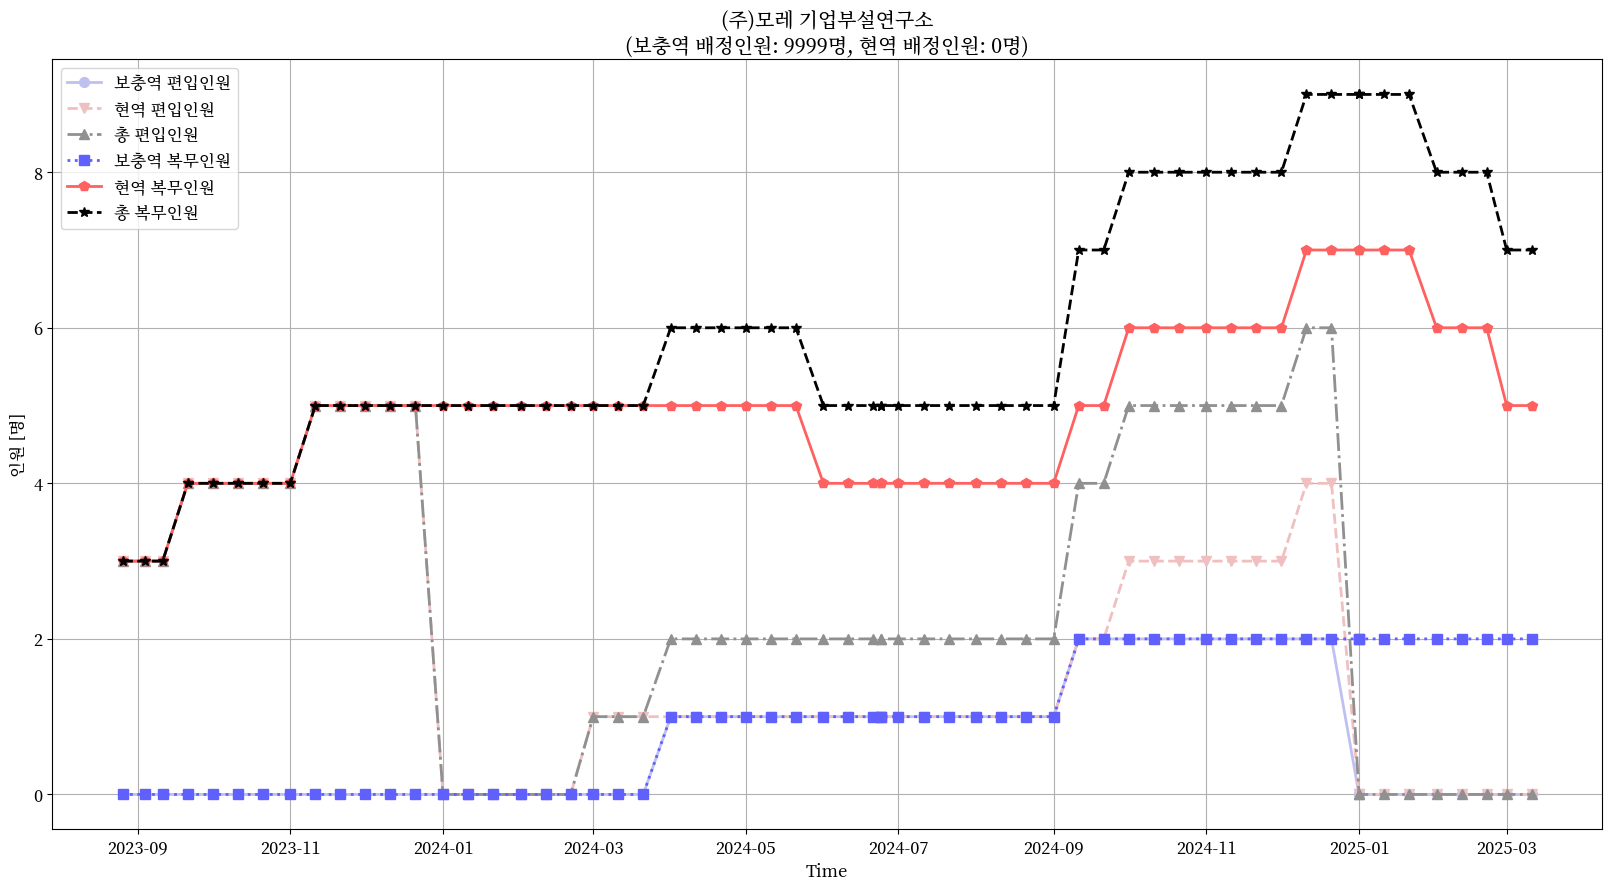 (주)모레 기업부설연구소
(보충역 배정인원: 9999명, 현역 배정인원: 0명)
보충역 편입인원
현역 편입인원
총 편입인원
보충역 복무인원
현역 복무인원
총 복무인원
인원 [명]
8
6
4
2
0
2023-09 2023-11 2024-01 2024-03 2024-05 2024-07 2024-09 2024-11 2025-01 2025-03
Time